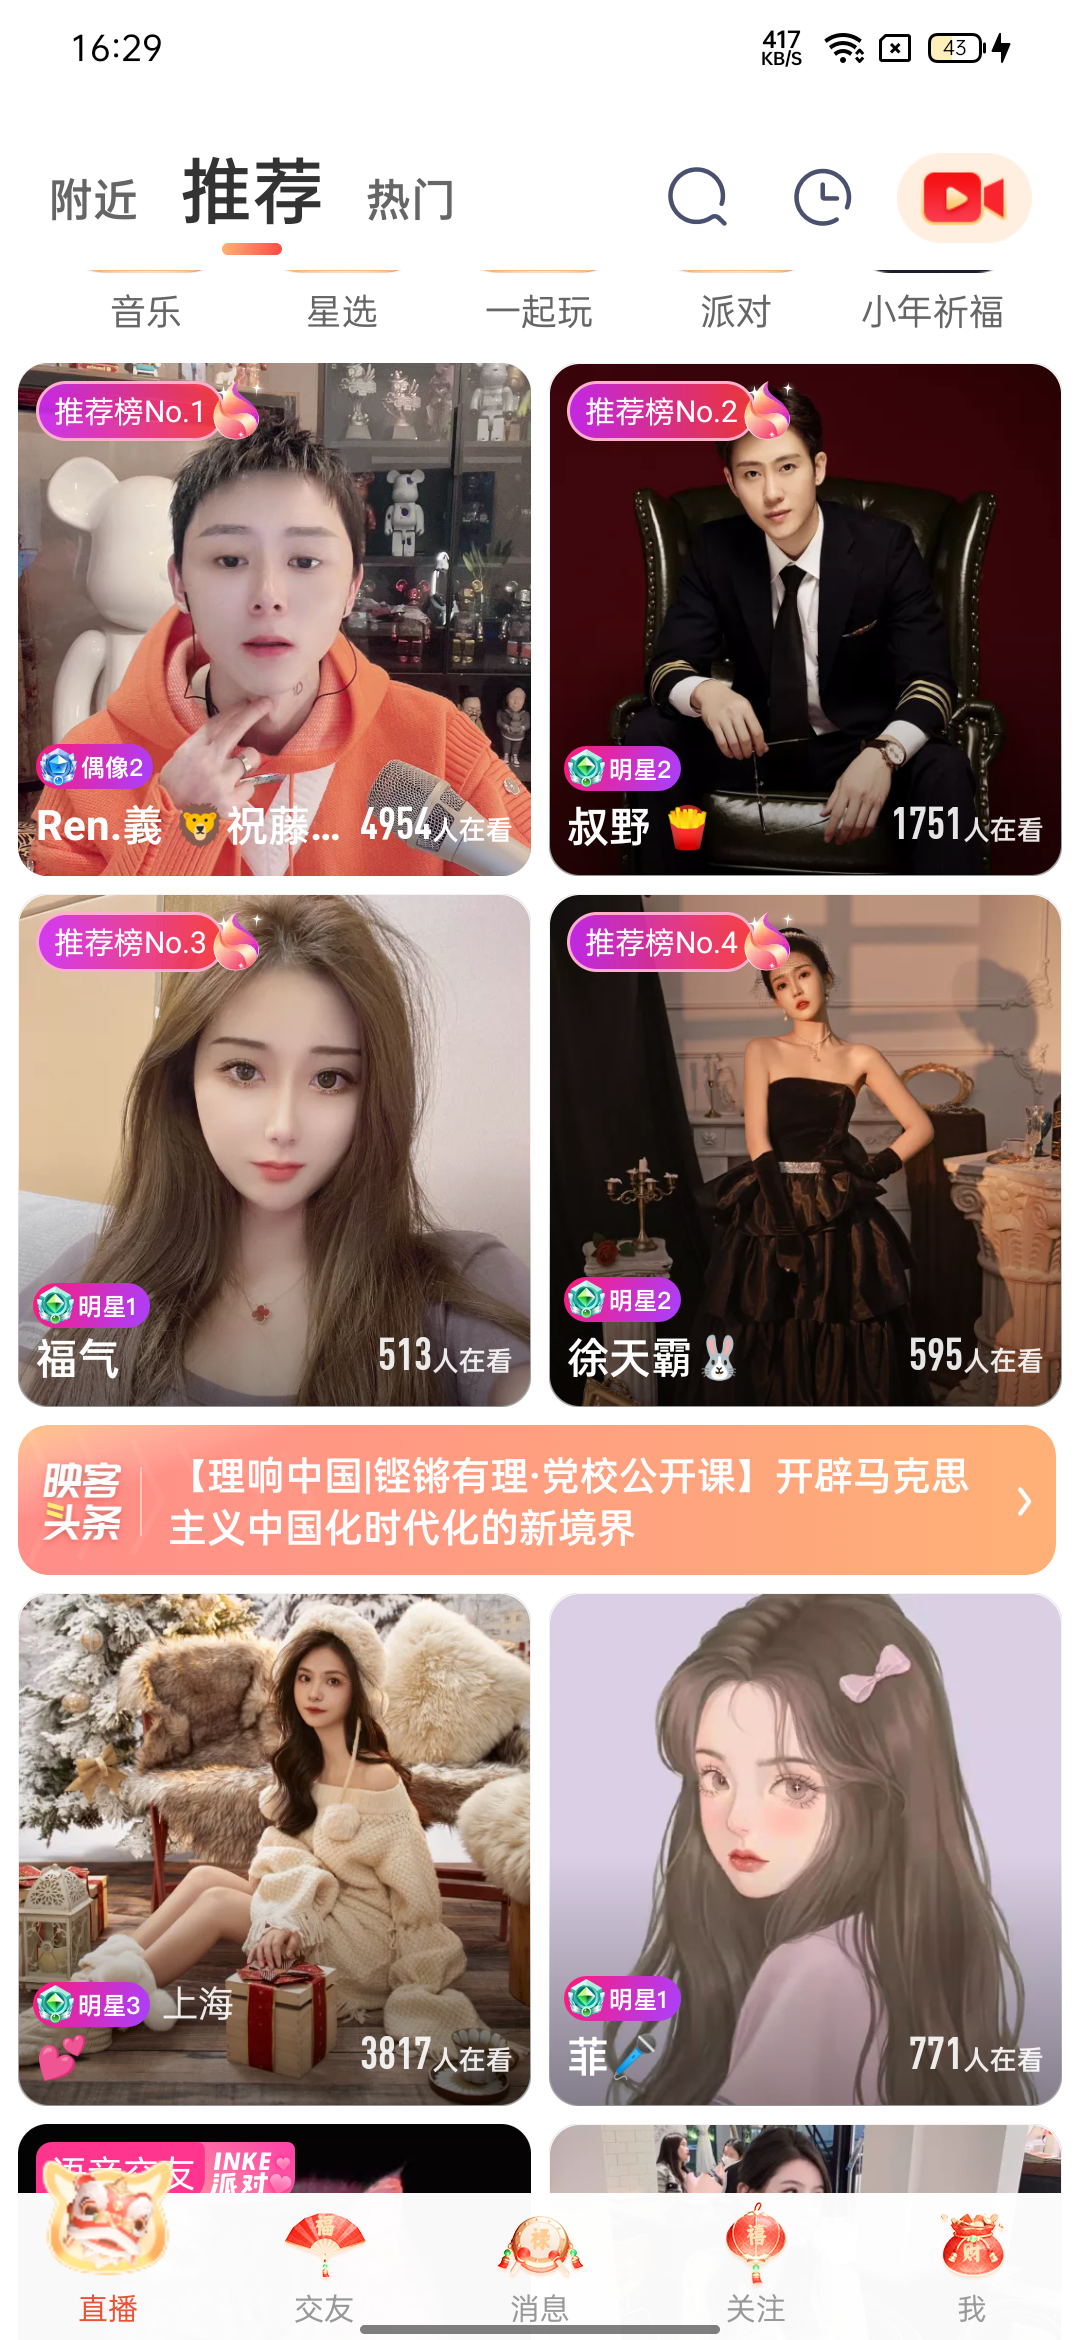 16:29
417
KB/S
43
附近
推荐
热门
音乐
星选
一起玩
派对
小年祈福
推荐榜No.1
偶像2
Ren.義🦁祝藤...
4954人在看
推荐榜No.2
明星2
叔野🍟
1751人在看
推荐榜No.3
明星1
福气
513人在看
推荐榜No.4
明星2
徐天霸🐰
595人在看
映客
头条
【理响中国|铿锵有理·党校公开课】开辟马克思
主义中国化时代化的新境界
明星3
上海
💕
3817人在看
明星1
菲🎤
771人在看
语音交友
INKE
派对
福
禄
禧
财
直播
交友
消息
关注
我